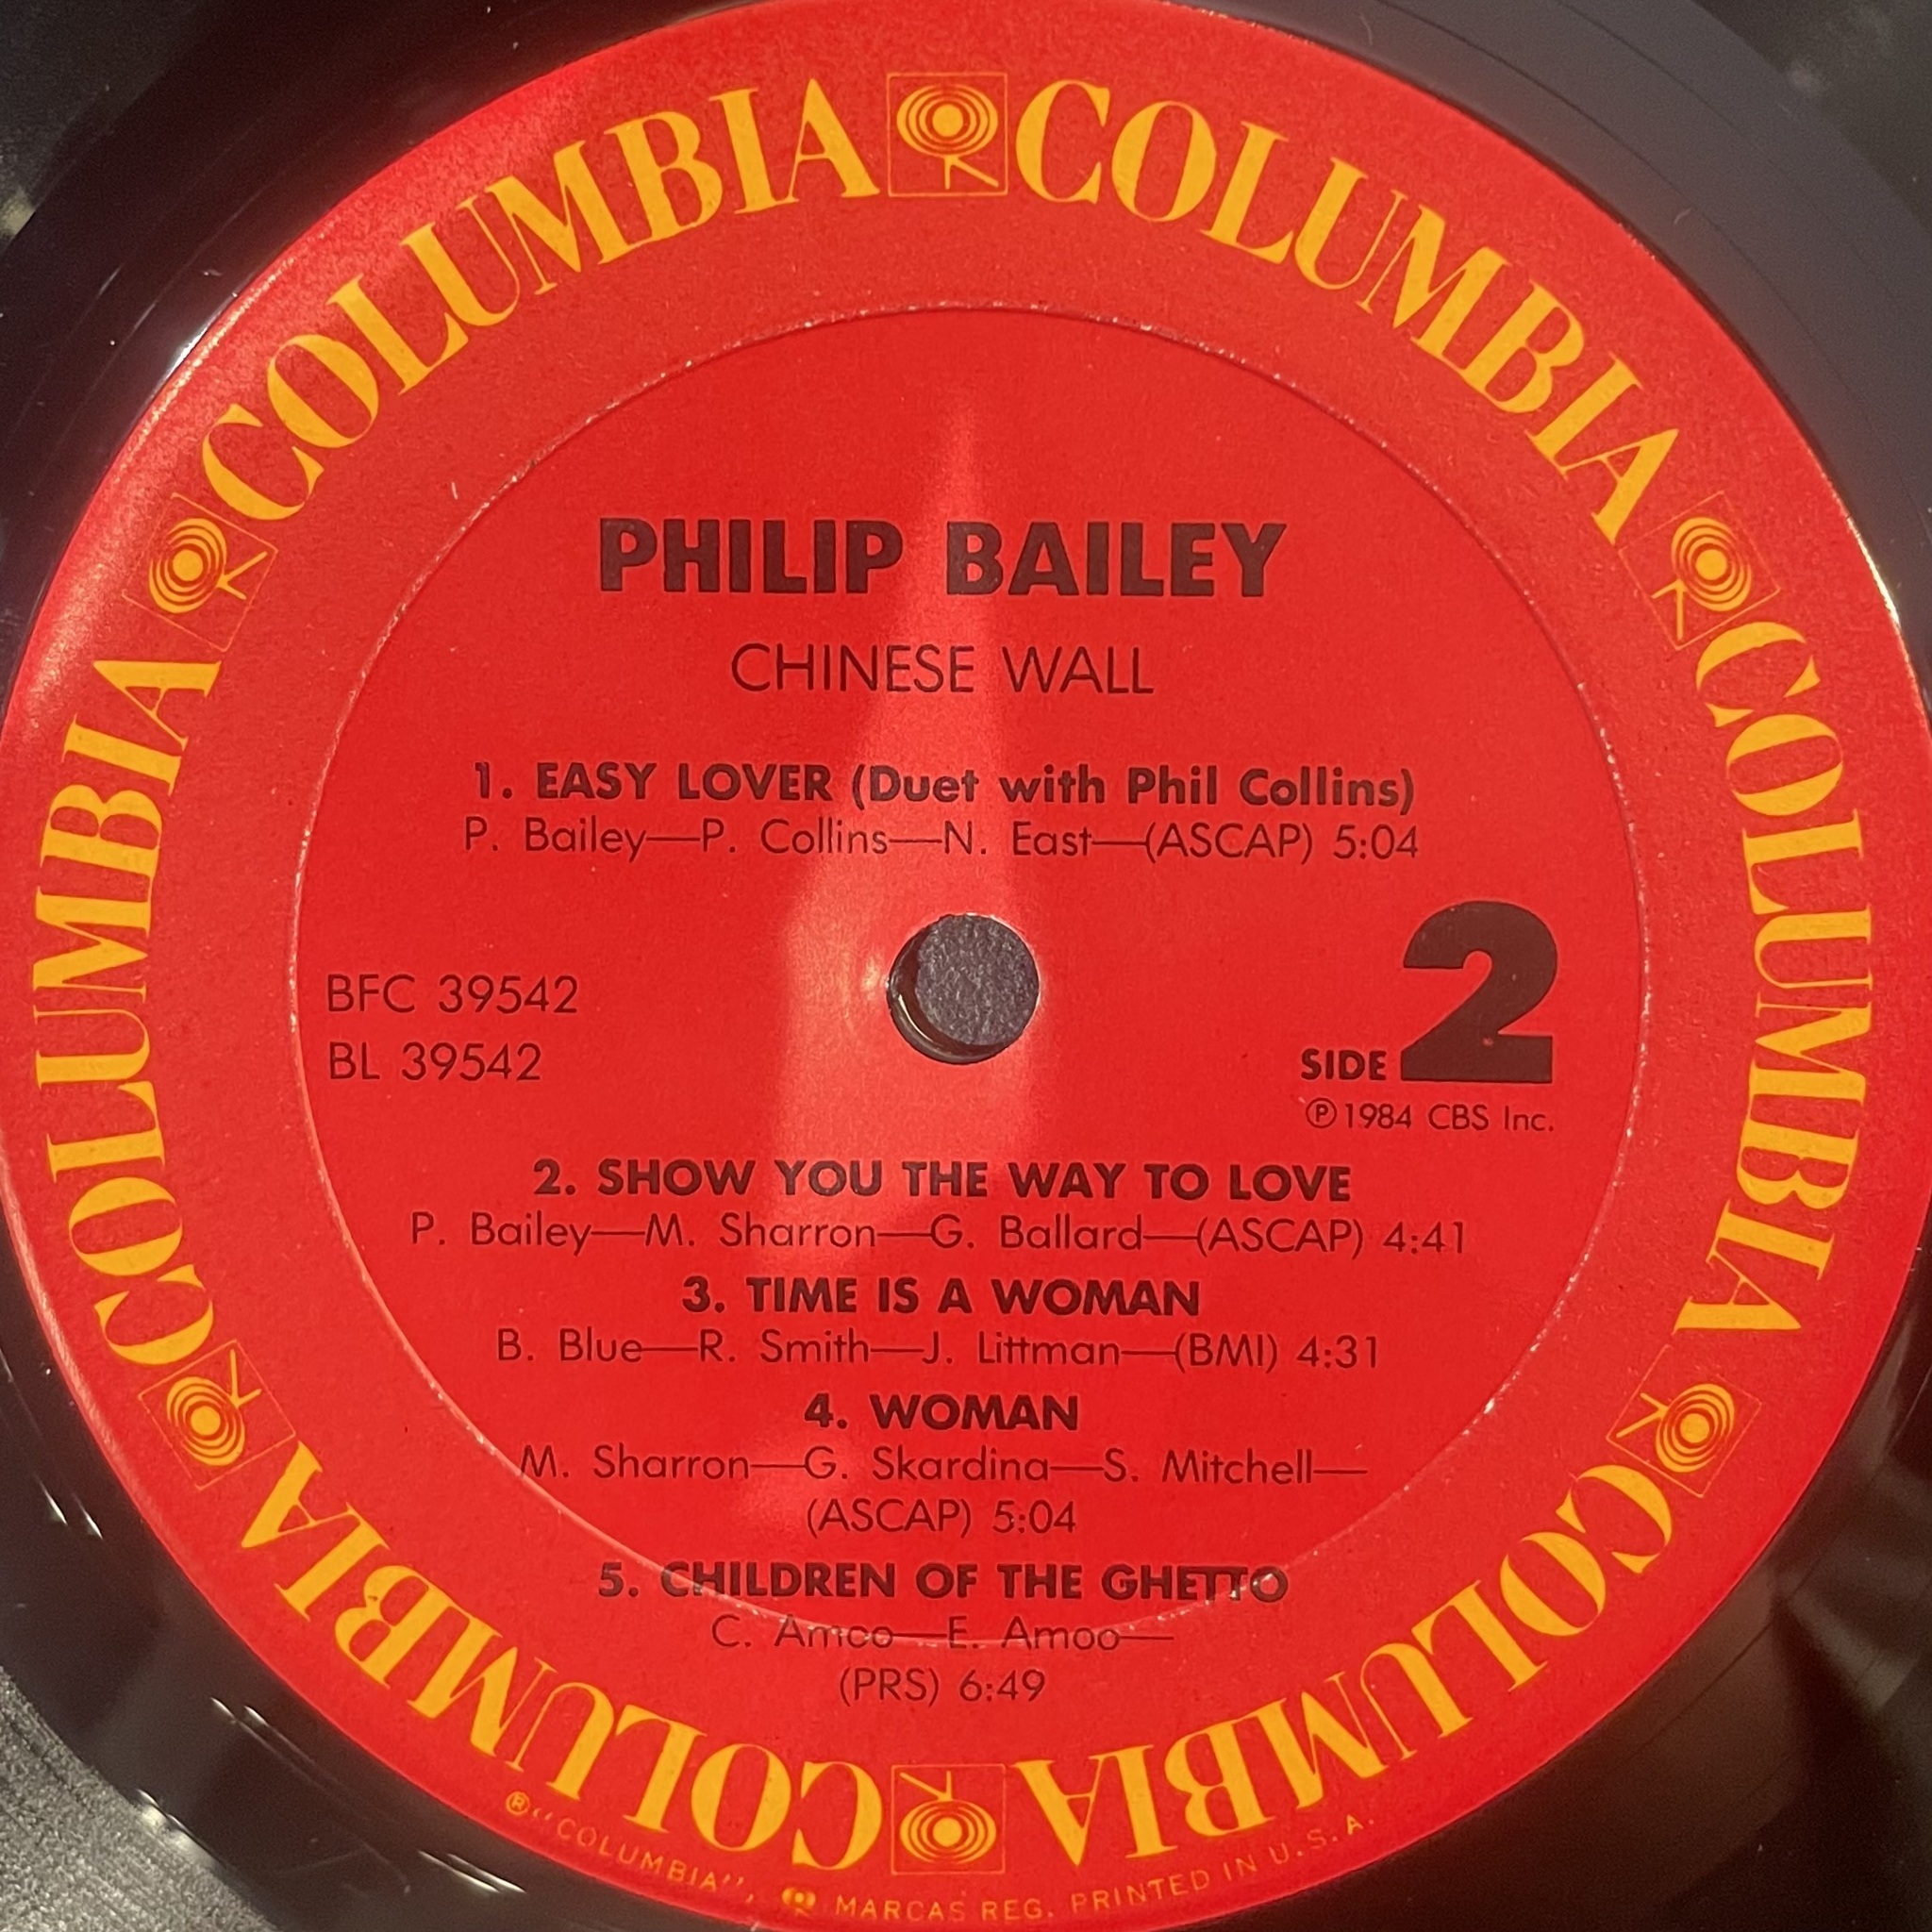 COLUMBIA COLUMBIA COLUMBIA COLUMBIA COLUMBIA COLUMBIA
PHILIP BAILEY
CHINESE WALL
1. EASY LOVER (Duet with Phil Collins)
P. Bailey—P. Collins—N. East—(ASCAP) 5:04
BFC 39542
BL 39542
SIDE 2
℗ 1984 CBS Inc.
2. SHOW YOU THE WAY TO LOVE
P. Bailey—M. Sharron—G. Ballard—(ASCAP) 4:41
3. TIME IS A WOMAN
B. Blue—R. Smith—J. Littman—(BMI) 4:31
4. WOMAN
M. Sharron—G. Skardina—S. Mitchell—
(ASCAP) 5:04
5. CHILDREN OF THE GHETTO
C. Amoo—E. Amoo—
(PRS) 6:49
® "COLUMBIA", MARCAS REG. PRINTED IN U.S.A.